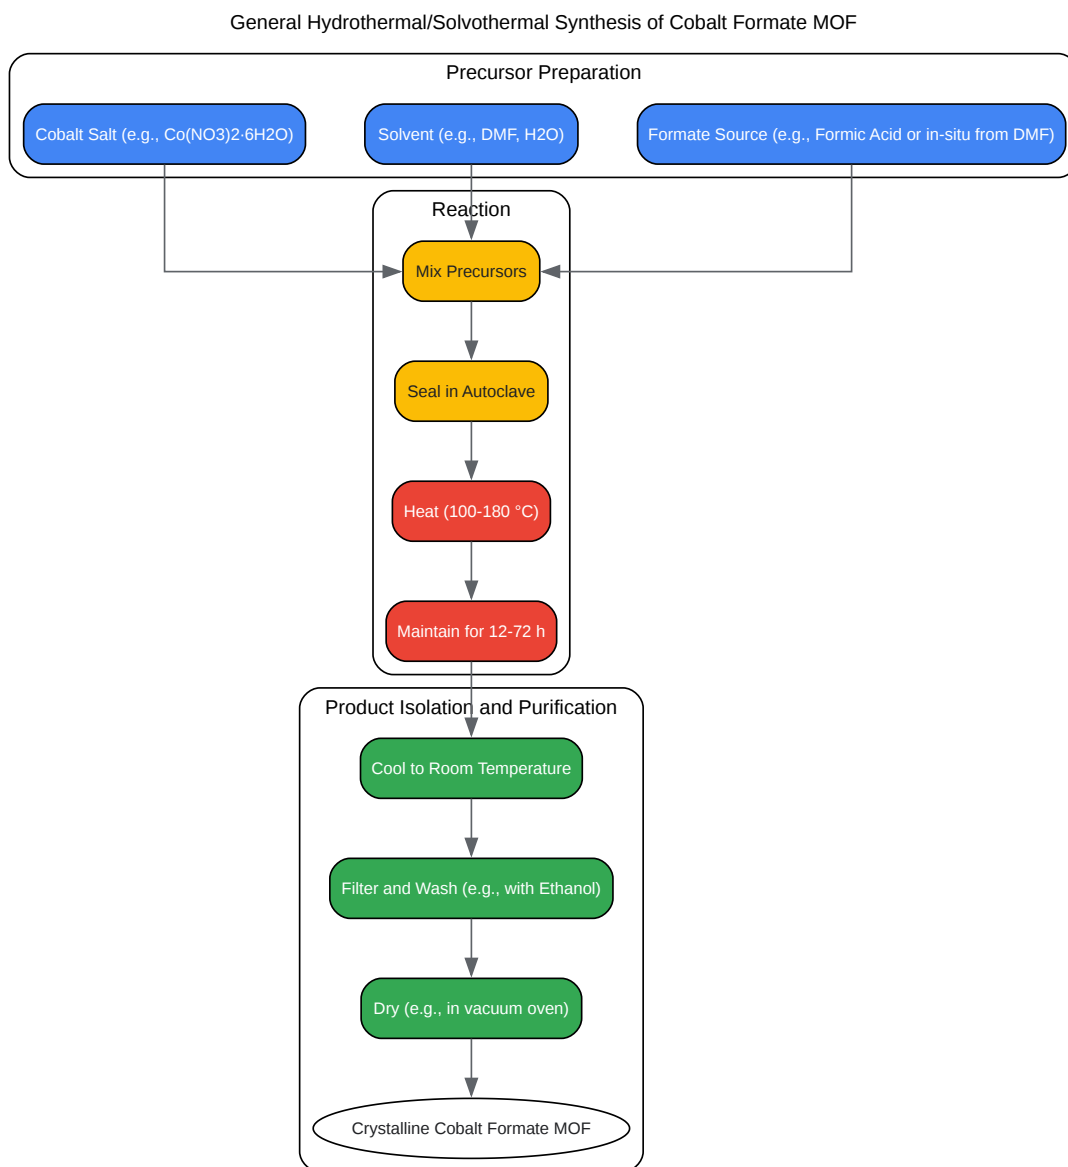 General Hydrothermal/Solvothermal Synthesis of Cobalt Formate MOF
Precursor Preparation
Cobalt Salt (e.g., Co(NO3)2·6H2O)
Solvent (e.g., DMF, H2O)
Formate Source (e.g., Formic Acid or in-situ from DMF)
Reaction
Mix Precursors
Seal in Autoclave
Heat (100-180 °C)
Maintain for 12-72 h
Product Isolation and Purification
Cool to Room Temperature
Filter and Wash (e.g., with Ethanol)
Dry (e.g., in vacuum oven)
Crystalline Cobalt Formate MOF